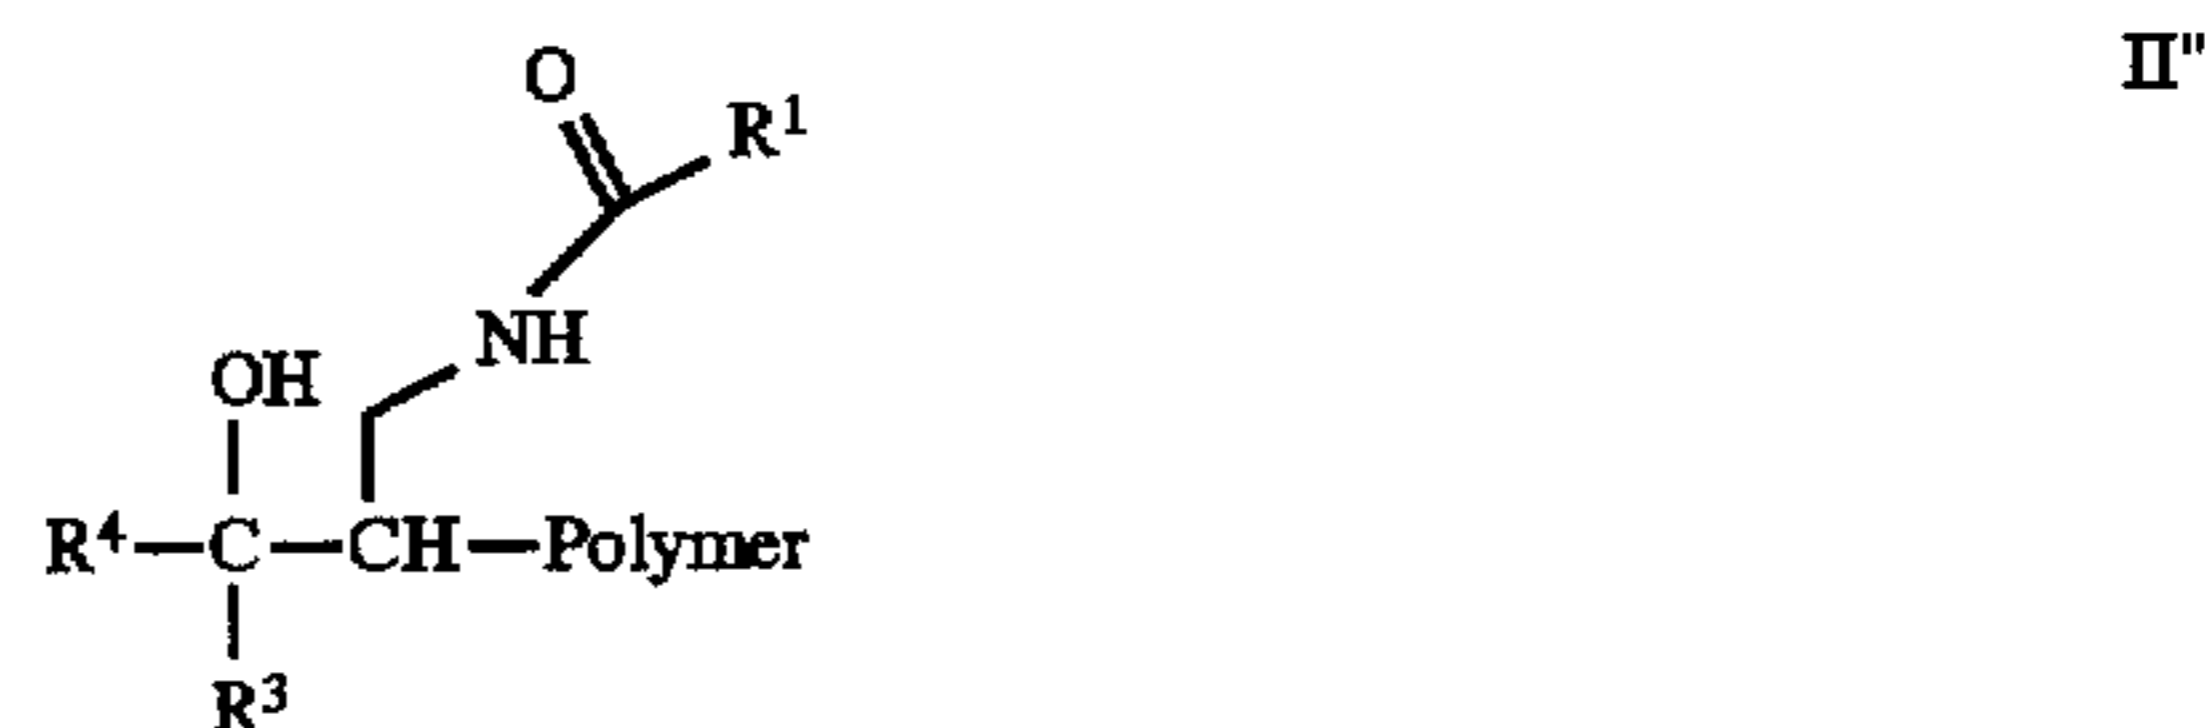 O II"
R¹
NH
OH
R⁴—C—CH—Polymer
R³